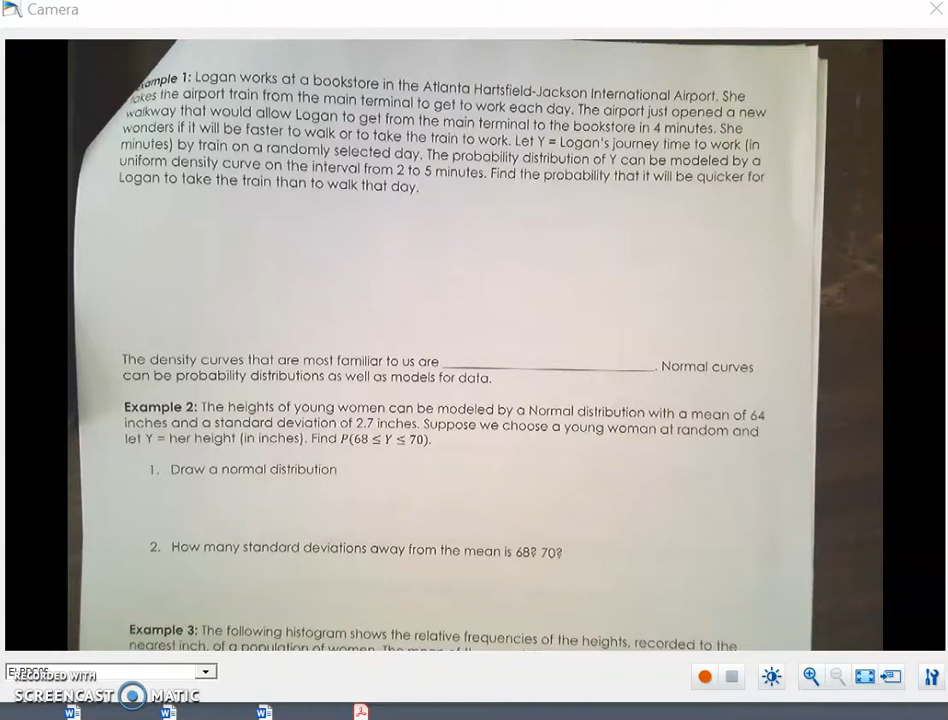 Camera
Example 1: Logan works at a bookstore in the Atlanta Hartsfield-Jackson International Airport. She
takes the airport train from the main terminal to get to work each day. The airport just opened a new
walkway that would allow Logan to get from the main terminal to the bookstore in 4 minutes. She
wonders if it will be faster to walk or to take the train to work. Let Y = Logan's journey time to work (in
minutes) by train on a randomly selected day. The probability distribution of Y can be modeled by a
uniform density curve on the interval from 2 to 5 minutes. Find the probability that it will be quicker for
Logan to take the train than to walk that day.
The density curves that are most familiar to us are ______________________________. Normal curves
can be probability distributions as well as models for data.
Example 2: The heights of young women can be modeled by a Normal distribution with a mean of 64
inches and a standard deviation of 2.7 inches. Suppose we choose a young woman at random and
let Y = her height (in inches). Find P(68 ≤ Y ≤ 70).
1. Draw a normal distribution
2. How many standard deviations away from the mean is 68? 70?
Example 3: The following histogram shows the relative frequencies of the heights, recorded to the
nearest inch, of a population of women. The mean of
RECORDED WITH
SCREENCAST MATIC